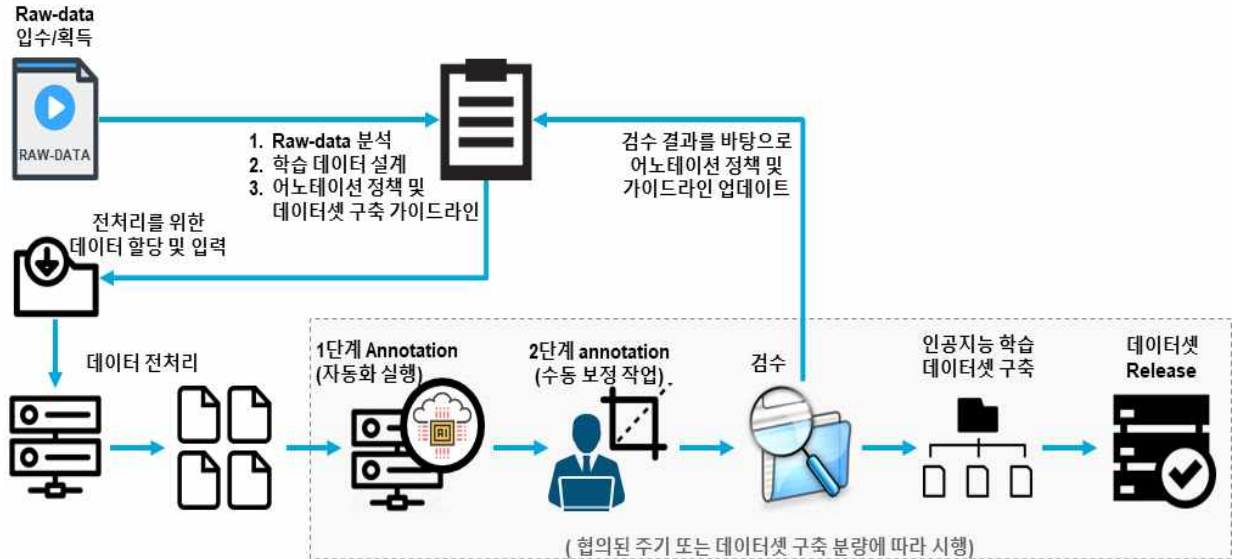 Raw-data
입수/획득
RAW-DATA
1. Raw-data 분석
2. 학습 데이터 설계
3. 어노테이션 정책 및
데이터셋 구축 가이드라인
검수 결과를 바탕으로
어노테이션 정책 및
가이드라인 업데이트
전처리를 위한
데이터 할당 및 입력
데이터 전처리
1단계 Annotation
(자동화 실행)
AI
2단계 annotation
(수동 보정 작업)
검수
인공지능 학습
데이터셋 구축
데이터셋
Release
( 협의된 주기 또는 데이터셋 구축 분량에 따라 시행)